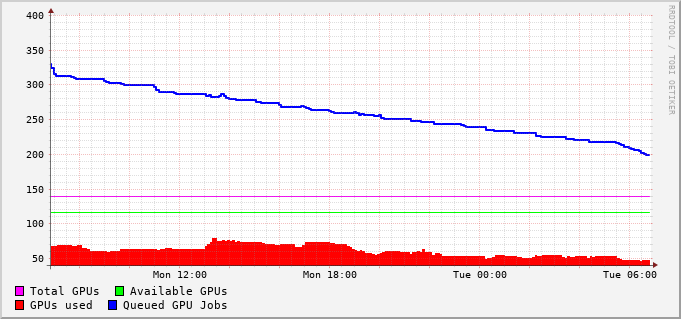 400
350
300
250
200
150
100
50
Mon 12:00 Mon 18:00 Tue 00:00 Tue 06:00
Total GPUs Available GPUs
GPUs used Queued GPU Jobs
RRDTOOL / TOBI OETIKER